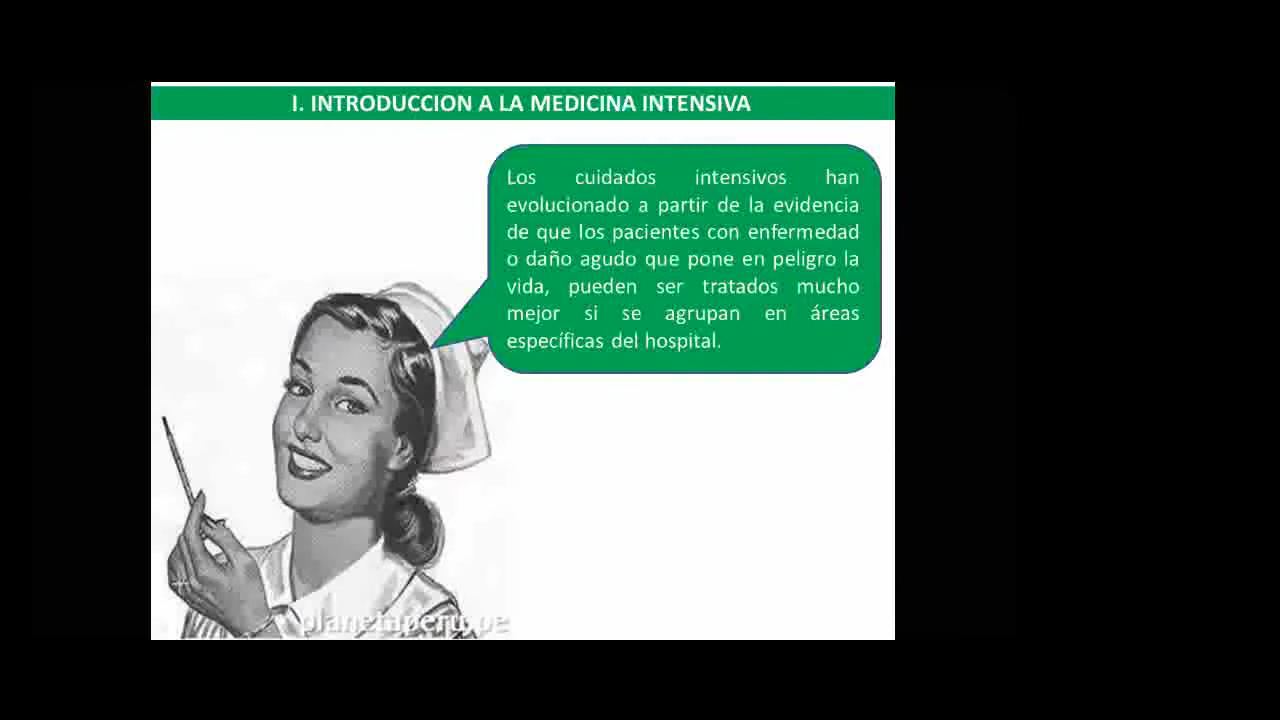 I. INTRODUCCION A LA MEDICINA INTENSIVA
Los cuidados intensivos han
evolucionado a partir de la evidencia
de que los pacientes con enfermedad
o daño agudo que pone en peligro la
vida, pueden ser tratados mucho
mejor si se agrupan en áreas
específicas del hospital.
planetaperu.pe